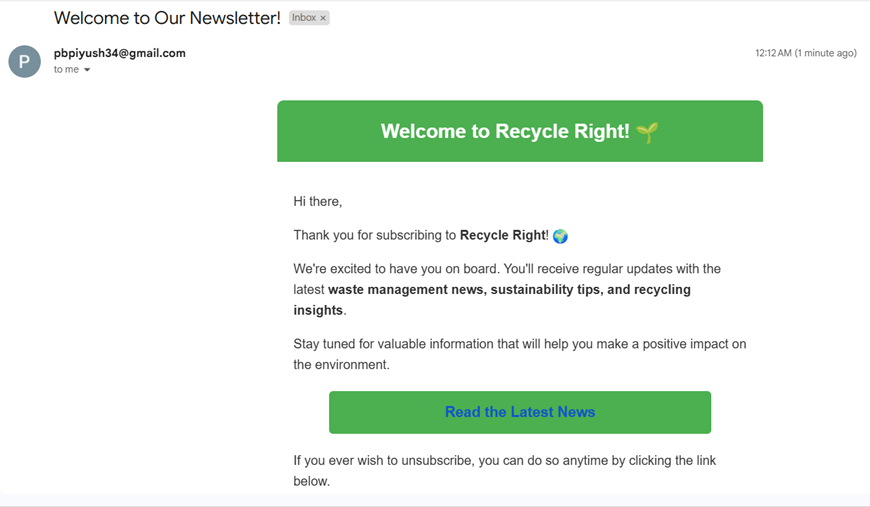 Welcome to Our Newsletter! Inbox ×
P
pbpiyush34@gmail.com 12:12 AM (1 minute ago)
to me
Welcome to Recycle Right! 🌱
Hi there,
Thank you for subscribing to Recycle Right! 🌍
We're excited to have you on board. You'll receive regular updates with the
latest waste management news, sustainability tips, and recycling
insights.
Stay tuned for valuable information that will help you make a positive impact on
the environment.
Read the Latest News
If you ever wish to unsubscribe, you can do so anytime by clicking the link
below.